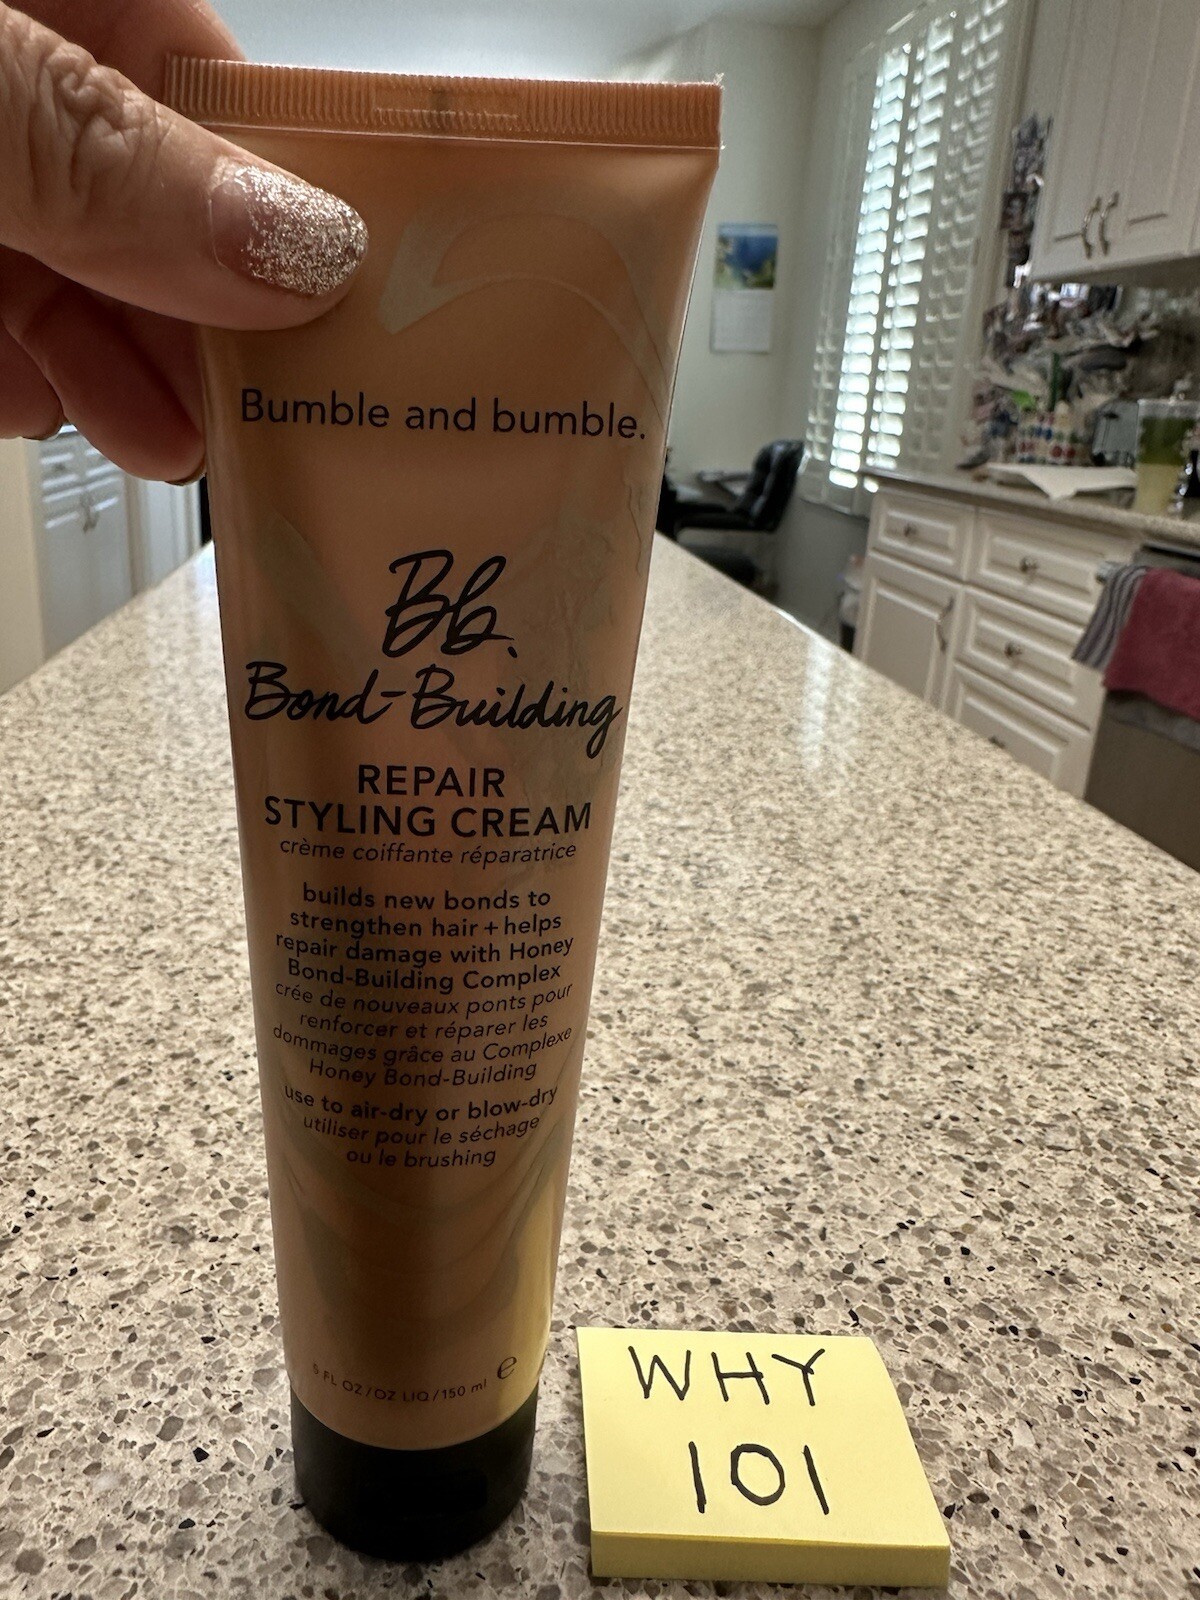 Bumble and bumble.
Bb.
Bond-Building
REPAIR
STYLING CREAM
crème coiffante réparatrice
builds new bonds to
strengthen hair + helps
repair damage with Honey
Bond-Building Complex
crée de nouveaux ponts pour
renforcer et réparer les
dommages grâce au Complexe
Honey Bond-Building
use to air-dry or blow-dry
utiliser pour le séchage
ou le brushing
5 FL OZ/OZ LIQ/150 ml e
WHY
101